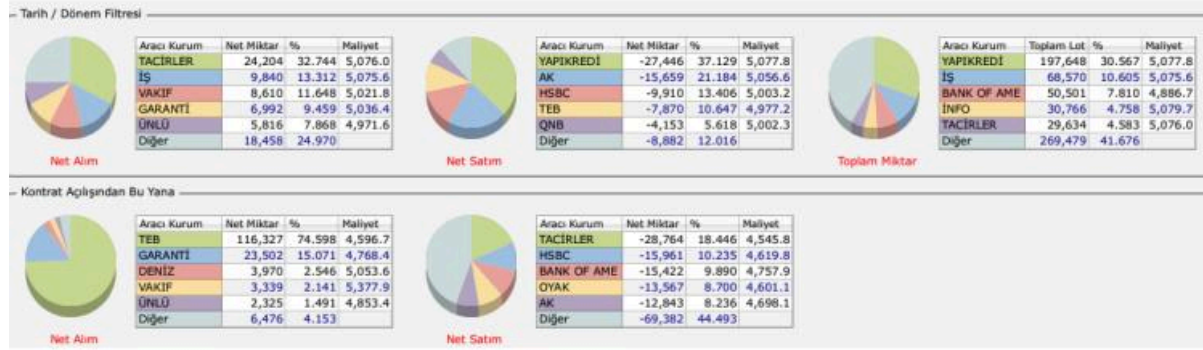 Tarih / Dönem Filtresi
Aracı Kurum Net Miktar % Maliyet
TACİRLER 24,204 32.744 5,076.0
İŞ 9,840 13.312 5,075.6
VAKIF 8,610 11.648 5,021.8
GARANTİ 6,992 9.459 5,036.4
ÜNLÜ 5,816 7.868 4,971.6
Diğer 18,458 24.970
Net Alım
Aracı Kurum Net Miktar % Maliyet
YAPIKREDİ -27,446 37.129 5,077.8
AK -15,659 21.184 5,056.6
HSBC -9,910 13.406 5,003.2
TEB -7,870 10.647 4,977.2
QNB -4,153 5.618 5,002.3
Diğer -8,882 12.016
Net Satım
Aracı Kurum Toplam Lot % Maliyet
YAPIKREDİ 197,648 30.567 5,077.8
İŞ 68,570 10.605 5,075.6
BANK OF AME 50,501 7.810 4,886.7
İNFO 30,766 4.758 5,079.7
TACİRLER 29,634 4.583 5,076.0
Diğer 269,479 41.676
Toplam Miktar
Kontrat Açılışından Bu Yana
Aracı Kurum Net Miktar % Maliyet
TEB 116,327 74.598 4,596.7
GARANTİ 23,502 15.071 4,768.4
DENİZ 3,970 2.546 5,053.6
VAKIF 3,339 2.141 5,377.9
ÜNLÜ 2,325 1.491 4,853.4
Diğer 6,476 4.153
Net Alım
Aracı Kurum Net Miktar % Maliyet
TACİRLER -28,764 18.446 4,545.8
HSBC -15,961 10.235 4,619.8
BANK OF AME -15,422 9.890 4,757.9
OYAK -13,567 8.700 4,601.1
AK -12,843 8.236 4,698.1
Diğer -69,382 44.493
Net Satım